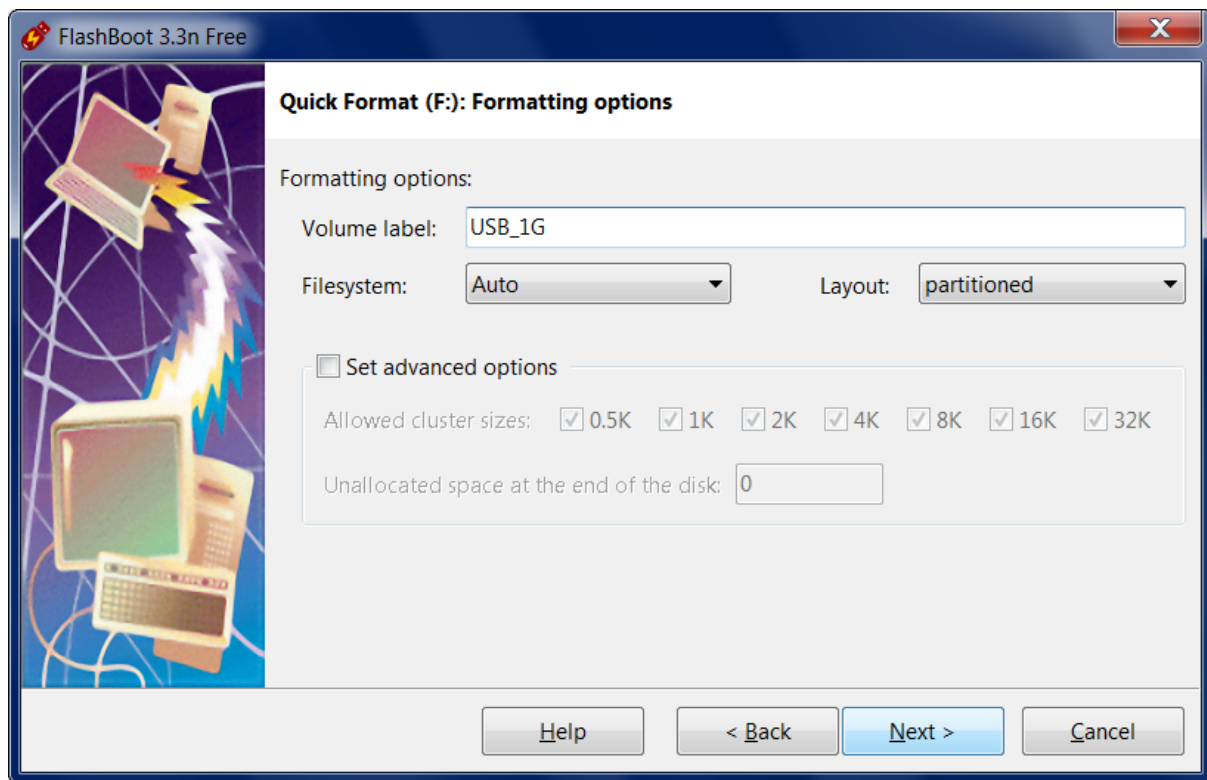 FlashBoot 3.3n Free
X
Quick Format (F:): Formatting options
Formatting options:
Volume label: USB_1G
Filesystem: Auto Layout: partitioned
Set advanced options
Allowed cluster sizes: 0.5K 1K 2K 4K 8K 16K 32K
Unallocated space at the end of the disk: 0
Help < Back Next > Cancel